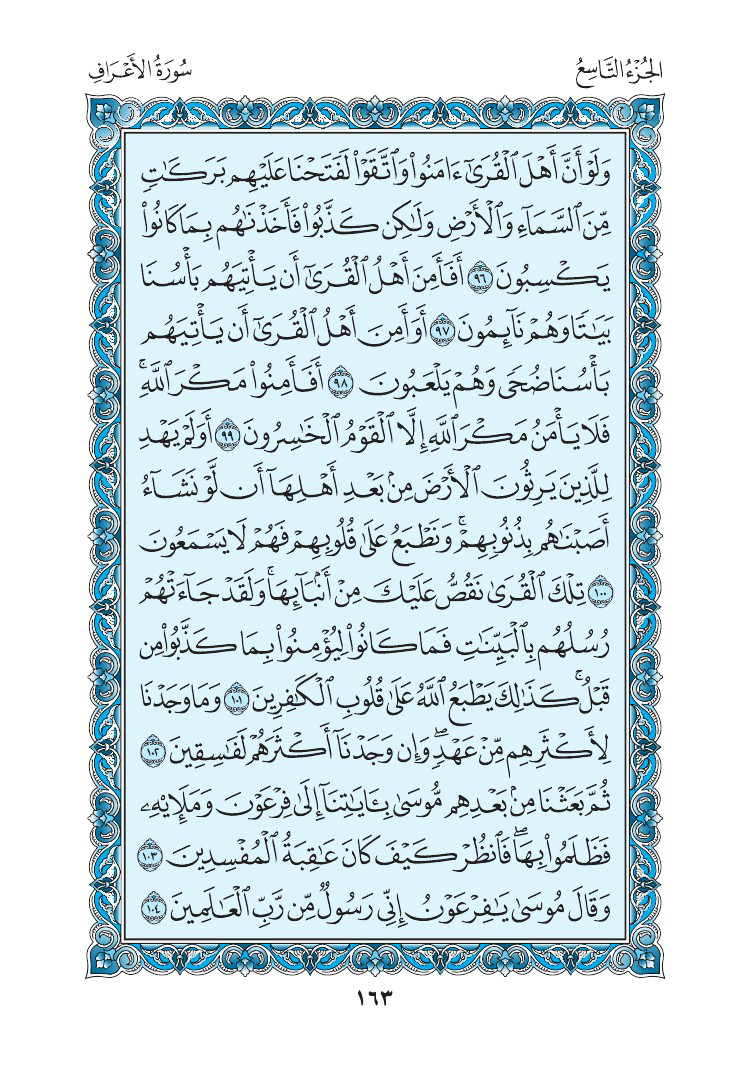 الجُزْءُ التَّاسِعُ
سُورَةُ الأَعْرَافِ
وَلَوۡ أَنَّ أَهۡلَ ٱلۡقُرَىٰٓ ءَامَنُواْ وَٱتَّقَوۡاْ لَفَتَحۡنَا عَلَيۡهِم بَرَكَٰتٖ
مِّنَ ٱلسَّمَآءِ وَٱلۡأَرۡضِ وَلَٰكِن كَذَّبُواْ فَأَخَذۡنَٰهُم بِمَا كَانُواْ
يَكۡسِبُونَ ٩٦ أَفَأَمِنَ أَهۡلُ ٱلۡقُرَىٰٓ أَن يَأۡتِيَهُم بَأۡسُنَا
بَيَٰتٗا وَهُمۡ نَآئِمُونَ ٩٧ أَوَأَمِنَ أَهۡلُ ٱلۡقُرَىٰٓ أَن يَأۡتِيَهُم
بَأۡسُنَا ضُحٗى وَهُمۡ يَلۡعَبُونَ ٩٨ أَفَأَمِنُواْ مَكۡرَ ٱللَّهِۚ
فَلَا يَأۡمَنُ مَكۡرَ ٱللَّهِ إِلَّا ٱلۡقَوۡمُ ٱلۡخَٰسِرُونَ ٩٩ أَوَلَمۡ يَهۡدِ
لِلَّذِينَ يَرِثُونَ ٱلۡأَرۡضَ مِنۢ بَعۡدِ أَهۡلِهَآ أَن لَّوۡ نَشَآءُ
أَصَبۡنَٰهُم بِذُنُوبِهِمۡۚ وَنَطۡبَعُ عَلَىٰ قُلُوبِهِمۡ فَهُمۡ لَا يَسۡمَعُونَ
١٠٠ تِلۡكَ ٱلۡقُرَىٰ نَقُصُّ عَلَيۡكَ مِنۡ أَنۢبَآئِهَاۚ وَلَقَدۡ جَآءَتۡهُمۡ
رُسُلُهُم بِٱلۡبَيِّنَٰتِ فَمَا كَانُواْ لِيُؤۡمِنُواْ بِمَا كَذَّبُواْ مِن
قَبۡلُۚ كَذَٰلِكَ يَطۡبَعُ ٱللَّهُ عَلَىٰ قُلُوبِ ٱلۡكَٰفِرِينَ ١٠١ وَمَا وَجَدۡنَا
لِأَكۡثَرِهِم مِّنۡ عَهۡدٖۖ وَإِن وَجَدۡنَآ أَكۡثَرَهُمۡ لَفَٰسِقِينَ ١٠٢
ثُمَّ بَعَثۡنَا مِنۢ بَعۡدِهِم مُّوسَىٰ بِـَٔايَٰتِنَآ إِلَىٰ فِرۡعَوۡنَ وَمَلَإِيْهِۦ
فَظَلَمُواْ بِهَاۖ فَٱنظُرۡ كَيۡفَ كَانَ عَٰقِبَةُ ٱلۡمُفۡسِدِينَ ١٠٣
وَقَالَ مُوسَىٰ يَٰفِرۡعَوۡنُ إِنِّي رَسُولٞ مِّن رَّبِّ ٱلۡعَٰلَمِينَ ١٠٤
١٦٣